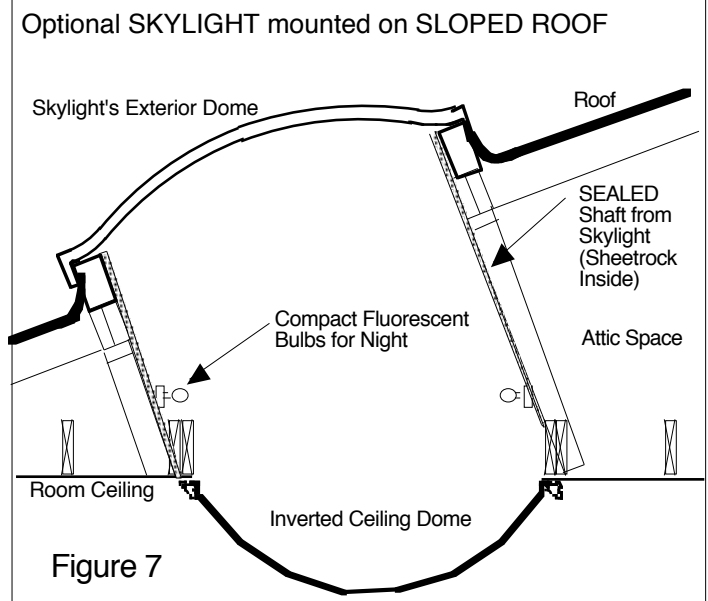 Optional SKYLIGHT mounted on SLOPED ROOF
Skylight's Exterior Dome
Roof
SEALED
Shaft from
Skylight
(Sheetrock
Inside)
Compact Fluorescent
Bulbs for Night
Attic Space
Room Ceiling
Inverted Ceiling Dome
Figure 7